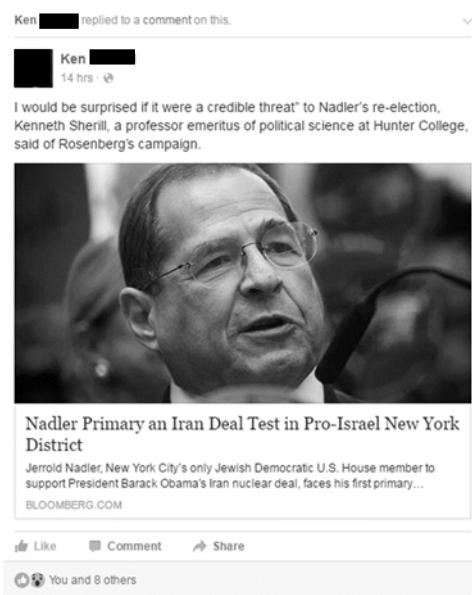 Ken replied to a comment on this.
Ken
14 hrs ·
I would be surprised if it were a credible threat" to Nadler's re-election,
Kenneth Sherill, a professor emeritus of political science at Hunter College,
said of Rosenberg's campaign.
Nadler Primary an Iran Deal Test in Pro-Israel New York
District
Jerrold Nadler, New York City's only Jewish Democratic U.S. House member to
support President Barack Obama's Iran nuclear deal, faces his first primary...
BLOOMBERG.COM
Like Comment Share
You and 8 others